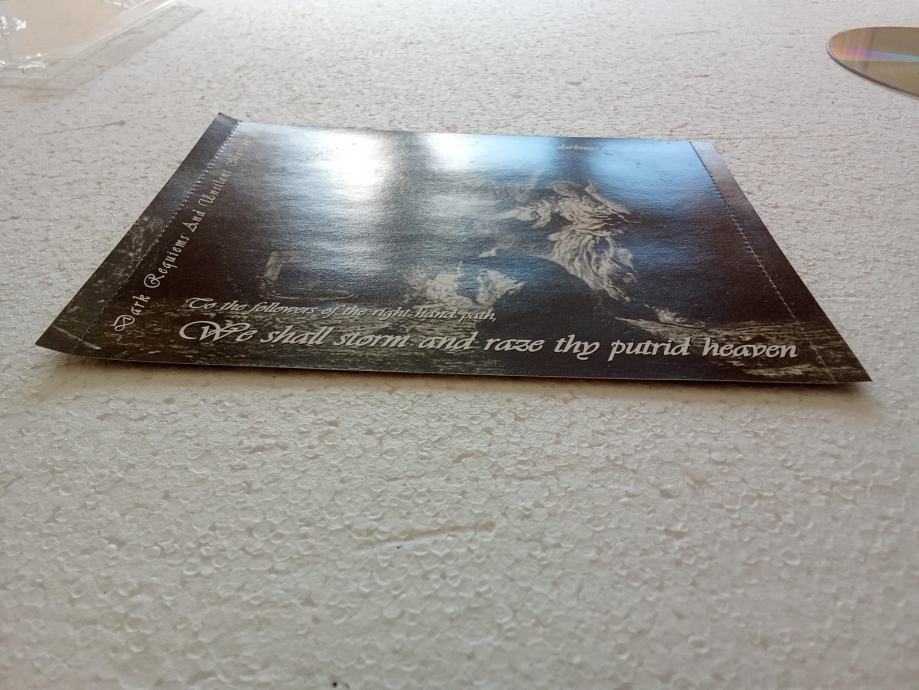 Dark Requiems And Unsilent
To the followers of the right hand path,
We shall storm and raze thy putrid heaven